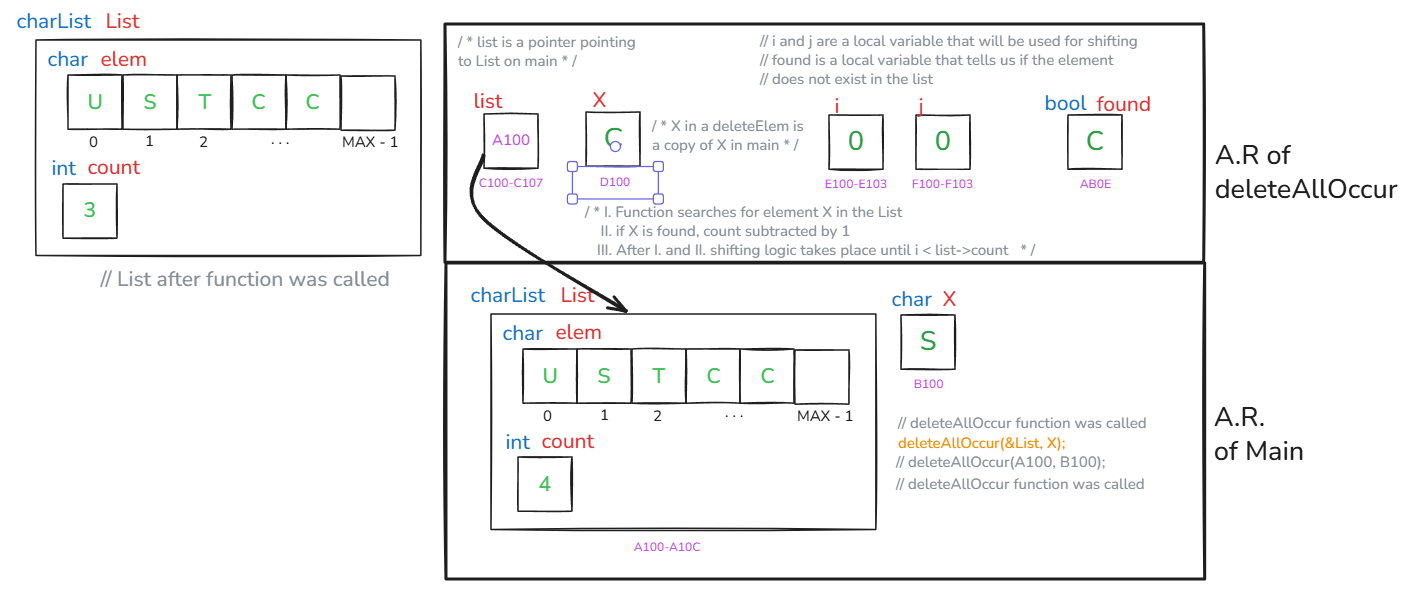 charList List
char elem
U S T C C
0 1 2 . . . MAX - 1
int count
3
// List after function was called
/ * list is a pointer pointing
to List on main * /
// i and j are a local variable that will be used for shifting
// found is a local variable that tells us if the element
// does not exist in the list
list
X
i
j
bool found
A100
C
0
0
C
/ * X in a deleteElem is
a copy of X in main * /
C100-C107
D100
E100-E103
F100-F103
AB0E
/ * I. Function searches for element X in the List
II. if X is found, count subtracted by 1
III. After I. and II. shifting logic takes place until i < list->count * /
A.R of
deleteAllOccur
charList List
char elem
U S T C C
0 1 2 . . . MAX - 1
int count
4
A100-A10C
char X
S
B100
// deleteAllOccur function was called
deleteAllOccur(&List, X);
// deleteAllOccur(A100, B100);
// deleteAllOccur function was called
A.R.
of Main